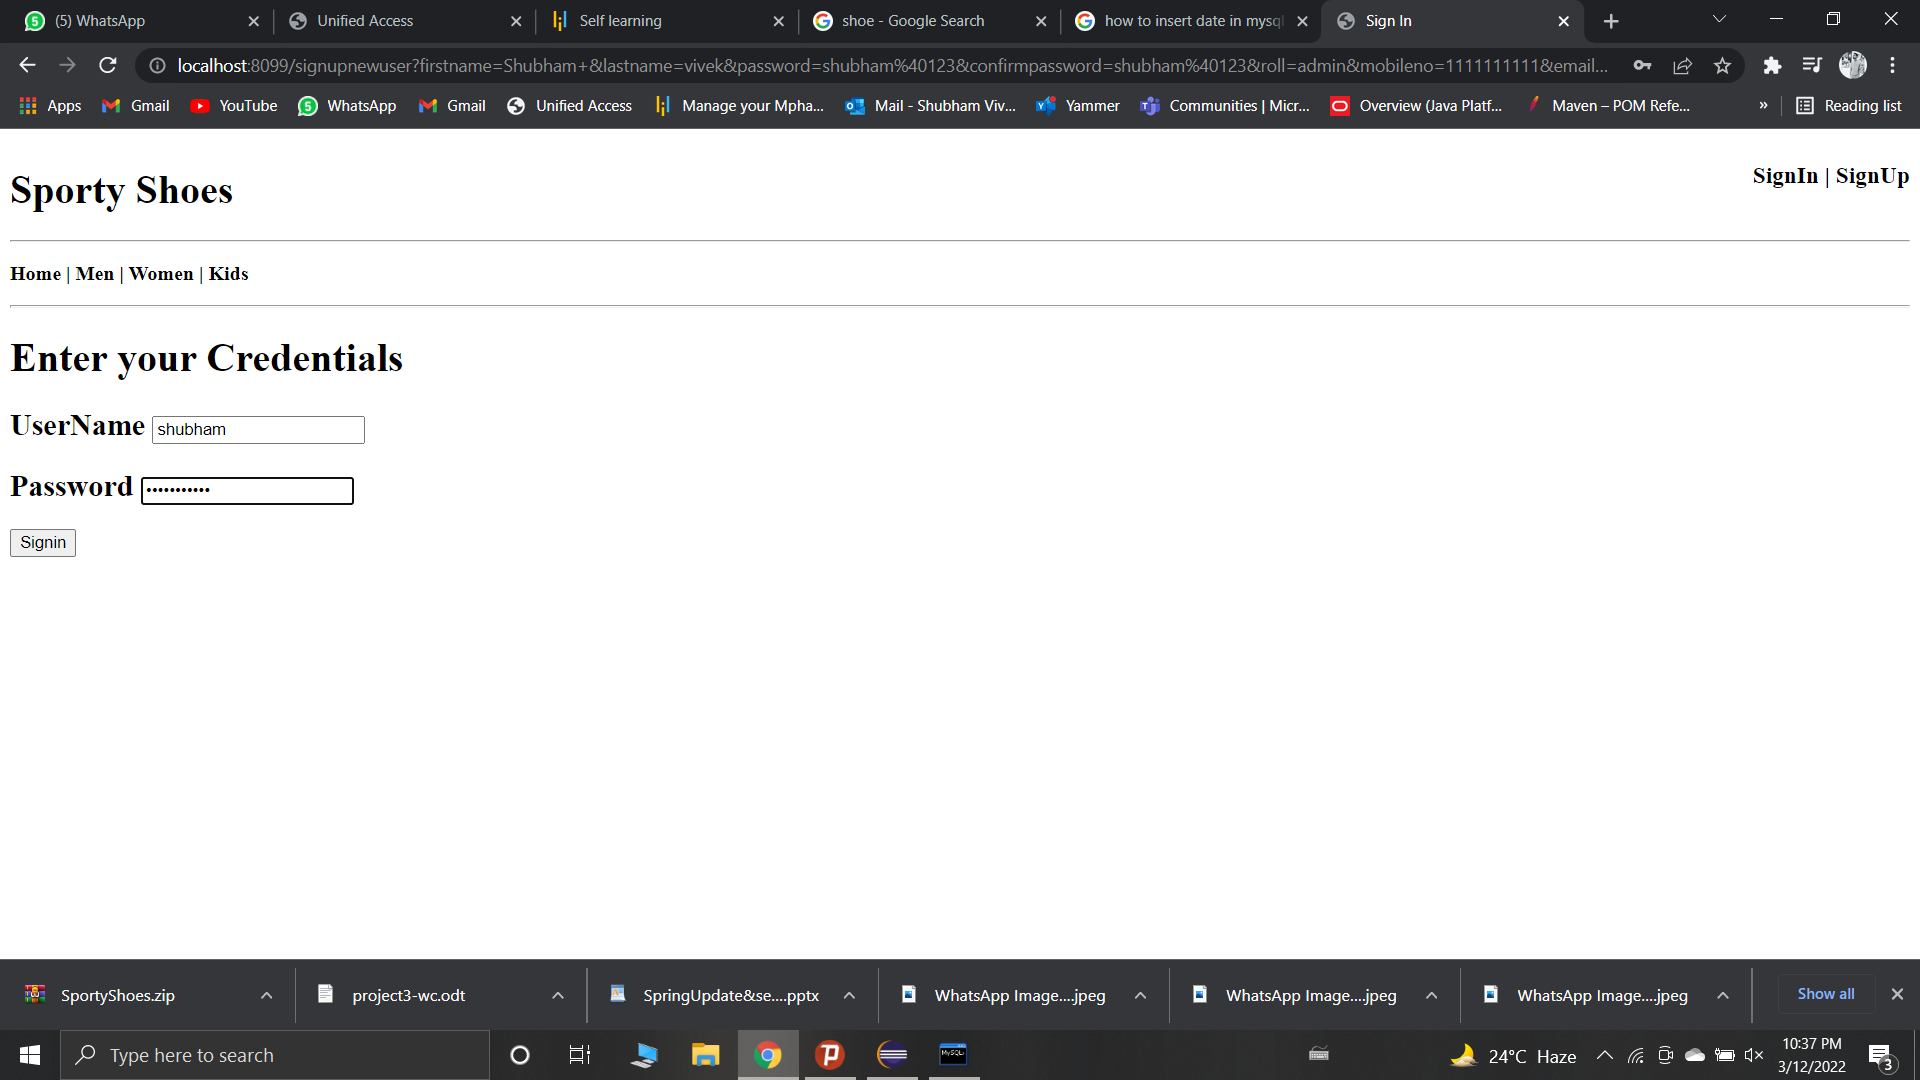 (5) WhatsApp
Unified Access
Self learning
shoe - Google Search
how to insert date in mysql
Sign In
localhost:8099/signupnewuser?firstname=Shubham+&lastname=vivek&password=shubham%40123&confirmpassword=shubham%40123&roll=admin&mobileno=1111111111&email...
Apps
Gmail
YouTube
WhatsApp
Gmail
Unified Access
Manage your Mpha...
Mail - Shubham Viv...
Yammer
Communities | Micr...
Overview (Java Platf...
Maven – POM Refe...
»
Reading list
Sporty Shoes
SignIn | SignUp
Home | Men | Women | Kids
Enter your Credentials
UserName shubham
Password •••••••••••
Signin
SportyShoes.zip
project3-wc.odt
SpringUpdate&se....pptx
WhatsApp Image....jpeg
WhatsApp Image....jpeg
WhatsApp Image....jpeg
Show all
Type here to search
MySQL
24°C Haze
10:37 PM
3/12/2022
3